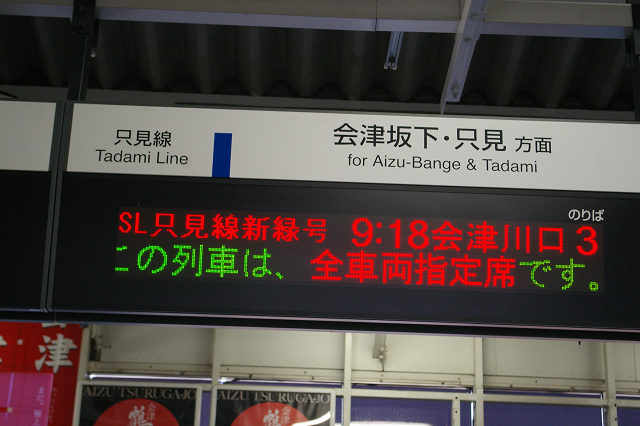 只見線
Tadami Line
会津坂下・只見 方面
for Aizu-Bange & Tadami
のりば
SL只見線新緑号 9:18会津川口 3
この列車は、全車両指定席です。
会津
AIZU TSURUGA-JO
AIZU TSURUGA-JO